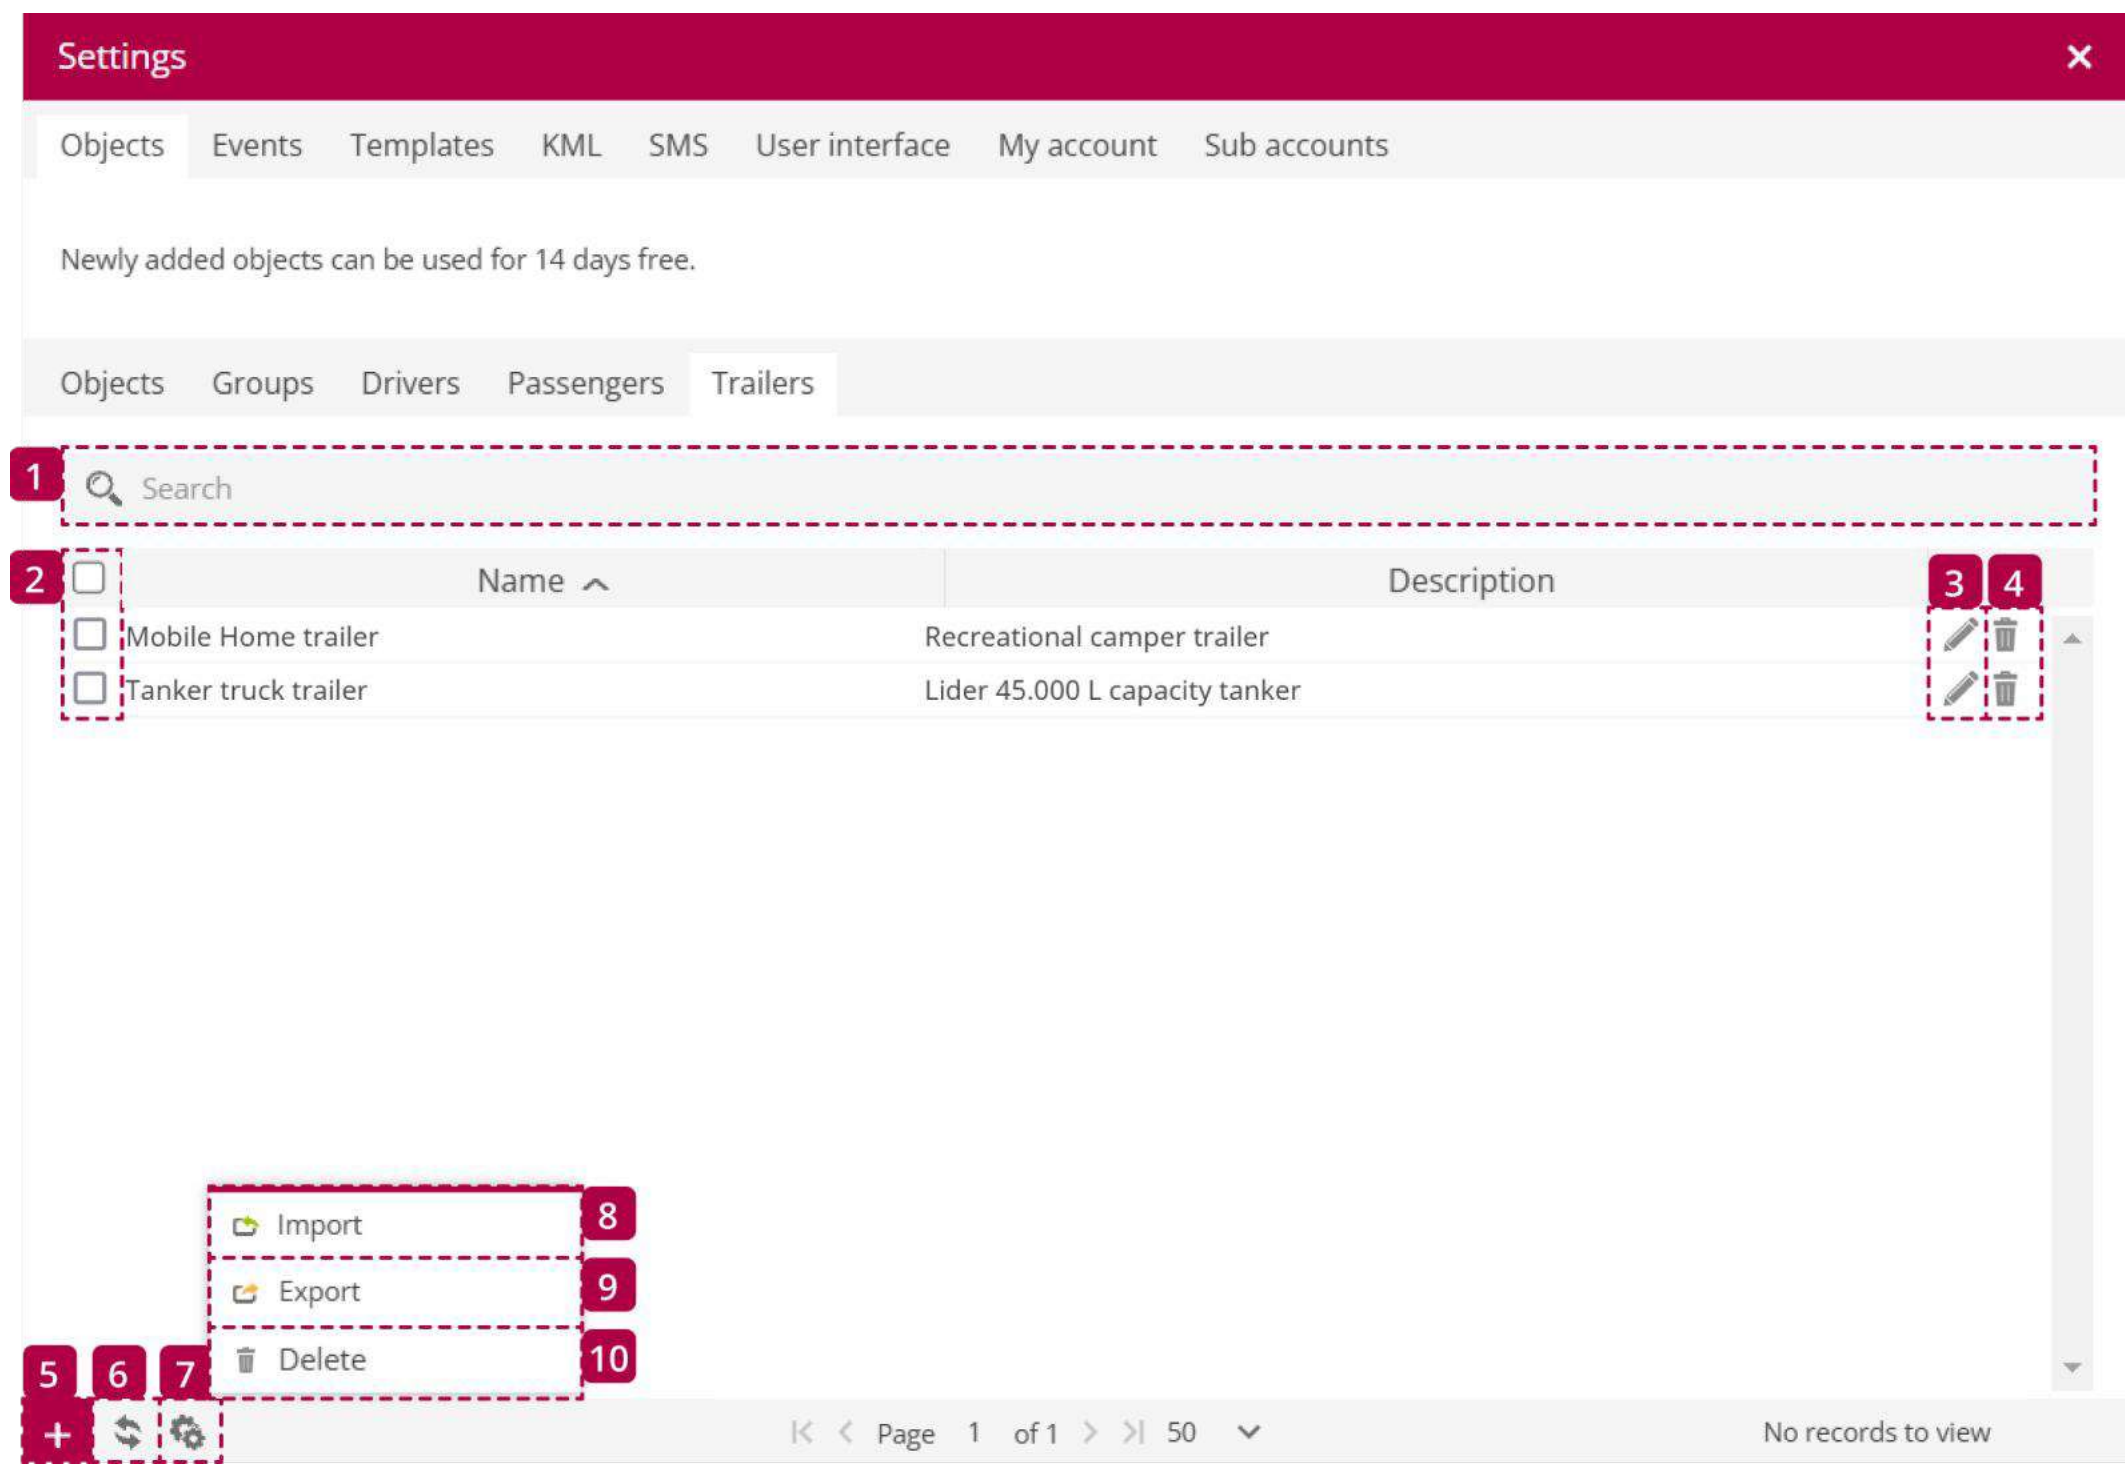 Settings
Objects Events Templates KML SMS User interface My account Sub accounts
Newly added objects can be used for 14 days free.
Objects Groups Drivers Passengers Trailers
1 Search
2 Name Description 3 4
Mobile Home trailer Recreational camper trailer
Tanker truck trailer Lider 45.000 L capacity tanker
Import 8
Export 9
Delete 10
5 6 7
+ Page 1 of 1 50 No records to view